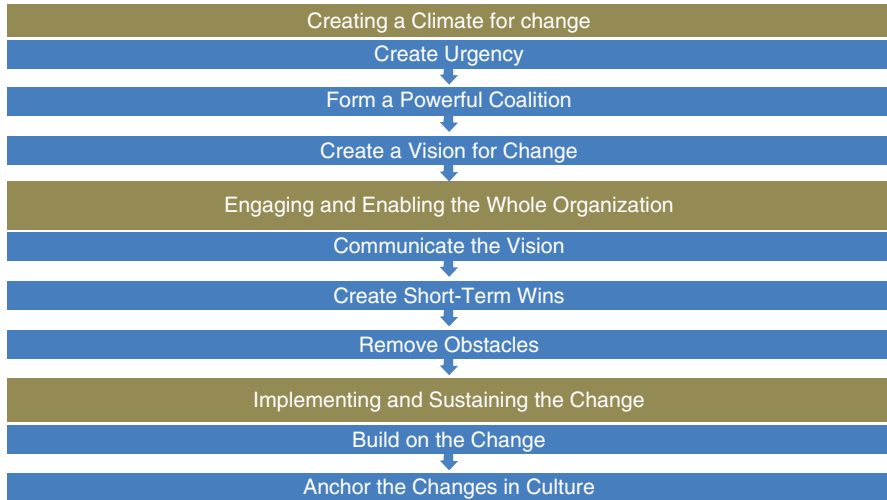 Creating a Climate for change
Create Urgency
Form a Powerful Coalition
Create a Vision for Change
Engaging and Enabling the Whole Organization
Communicate the Vision
Create Short-Term Wins
Remove Obstacles
Implementing and Sustaining the Change
Build on the Change
Anchor the Changes in Culture